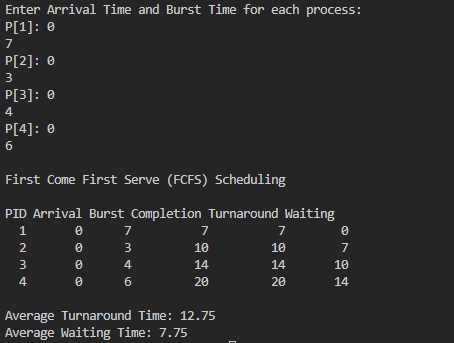 Enter Arrival Time and Burst Time for each process:
P[1]: 0
7
P[2]: 0
3
P[3]: 0
4
P[4]: 0
6
First Come First Serve (FCFS) Scheduling
PID Arrival Burst Completion Turnaround Waiting
1 0 7 7 7 0
2 0 3 10 10 7
3 0 4 14 14 10
4 0 6 20 20 14
Average Turnaround Time: 12.75
Average Waiting Time: 7.75